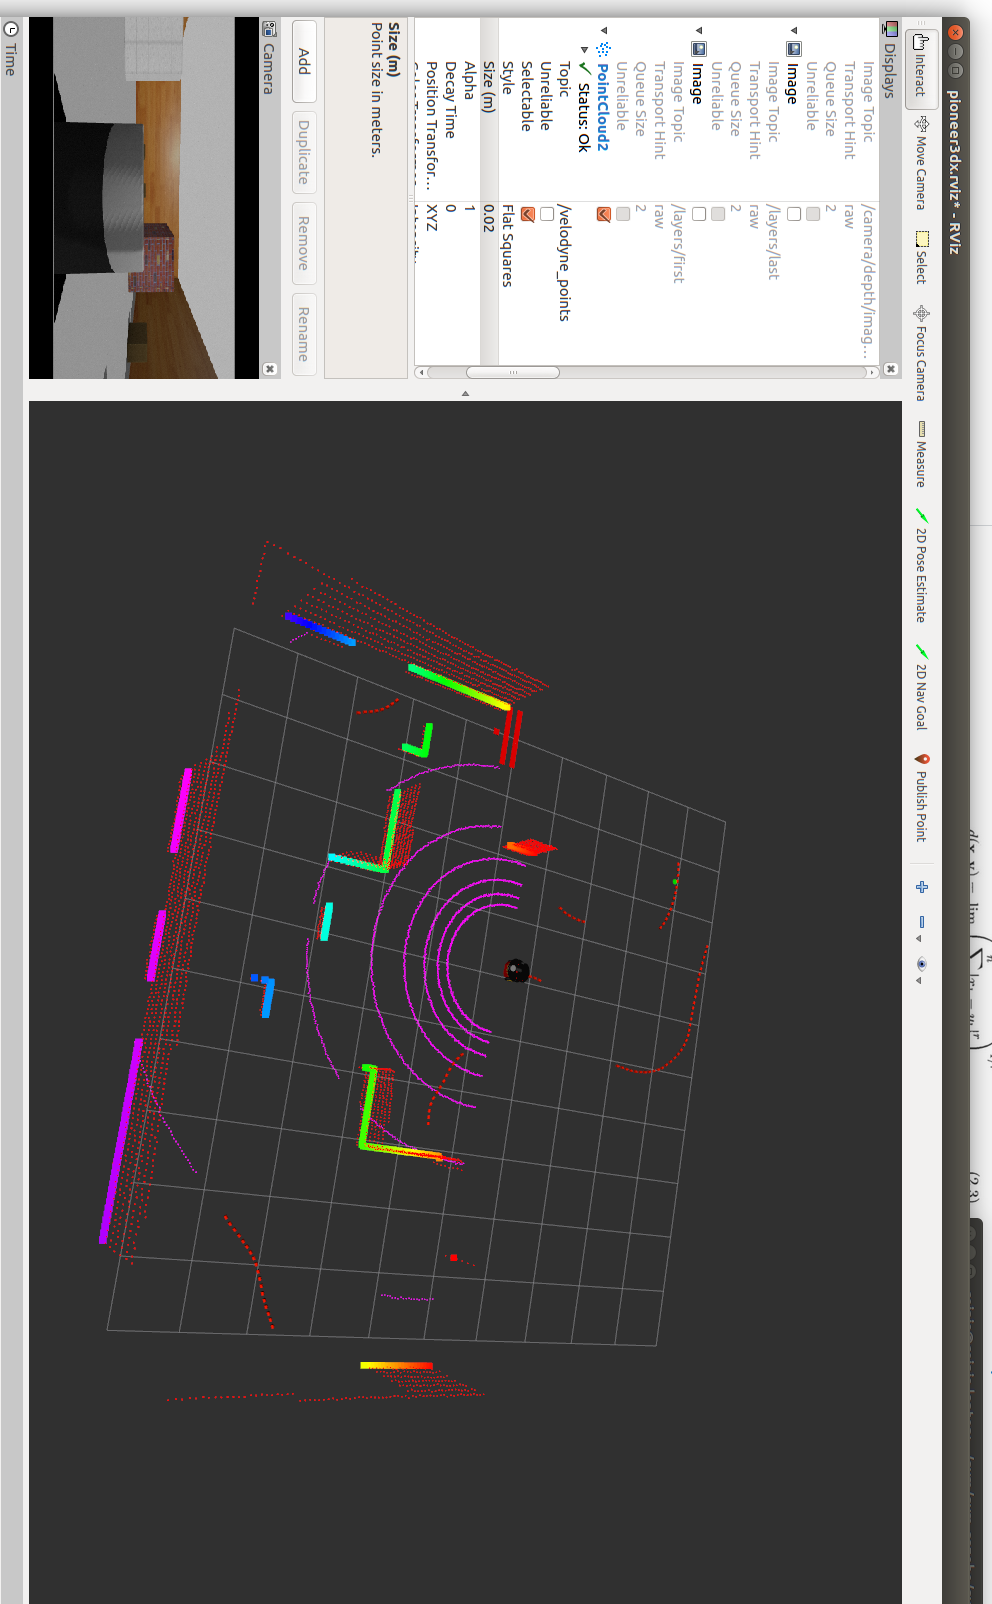 pioneer3dx.rviz* - RViz
Interact
Move Camera
Select
Focus Camera
Measure
2D Pose Estimate
2D Nav Goal
Publish Point
Displays
Image Topic /camera/depth/imag...
Transport Hint raw
Queue Size 2
Unreliable
Image
Image Topic /layers/last
Transport Hint raw
Queue Size 2
Unreliable
Image
Image Topic /layers/first
Transport Hint raw
Queue Size 2
Unreliable
PointCloud2
Status: Ok
Topic /velodyne_points
Unreliable
Selectable
Style Flat Squares
Size (m) 0.02
Alpha 1
Decay Time 0
Position Transfor... XYZ
Size (m)
Point size in meters.
Add
Duplicate
Remove
Rename
Camera
Time
(2.3)